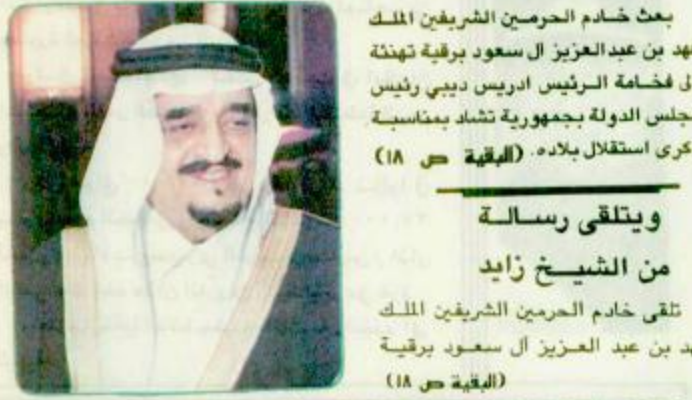 بعث خادم الحرمين الشريفين الملك
هد بن عبدالعزيز آل سعود برقية تهنئة
لى فخامة الرئيس ادريس ديبي رئيس
جلس الدولة بجمهورية تشاد بمناسبة
كرى استقلال بلاده. (البقية ص ١٨)
ويتلقى رسالة
من الشيخ زايد
تلقى خادم الحرمين الشريفين الملك
هد بن عبد العزيز آل سعود برقية
(البقية ص ١٨)